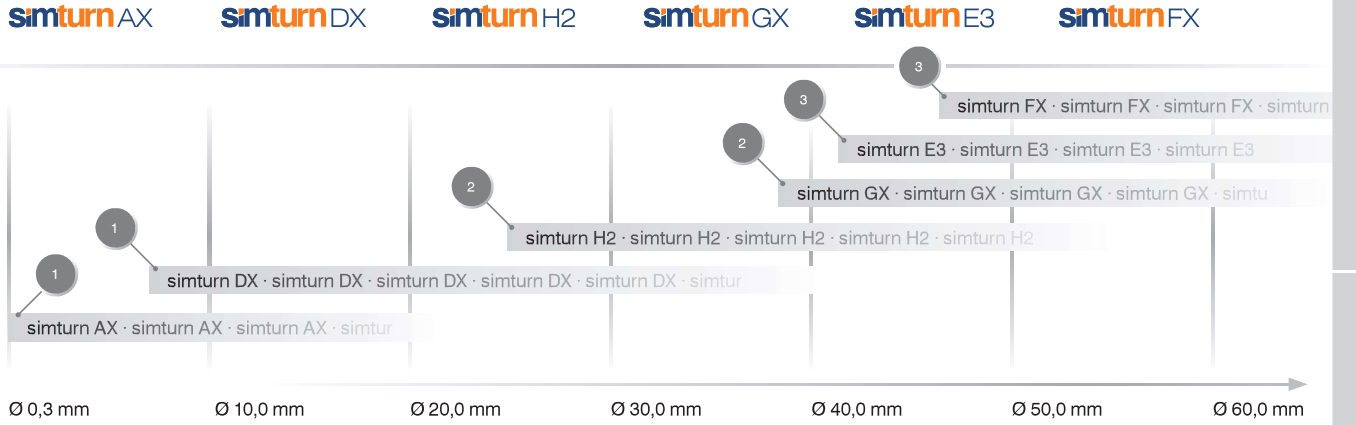 simturn AX simturn DX simturn H2 simturn GX simturn E3 simturn FX
3
simturn FX · simturn FX · simturn FX · simturn
3
simturn E3 · simturn E3 · simturn E3 · simturn E3
2
simturn GX · simturn GX · simturn GX · simturn GX · simtu
2
simturn H2 · simturn H2 · simturn H2 · simturn H2 · simturn H2
1
simturn DX · simturn DX · simturn DX · simturn DX · simturn DX · simtur
1
simturn AX · simturn AX · simturn AX · simtur
Ø 0,3 mm Ø 10,0 mm Ø 20,0 mm Ø 30,0 mm Ø 40,0 mm Ø 50,0 mm Ø 60,0 mm